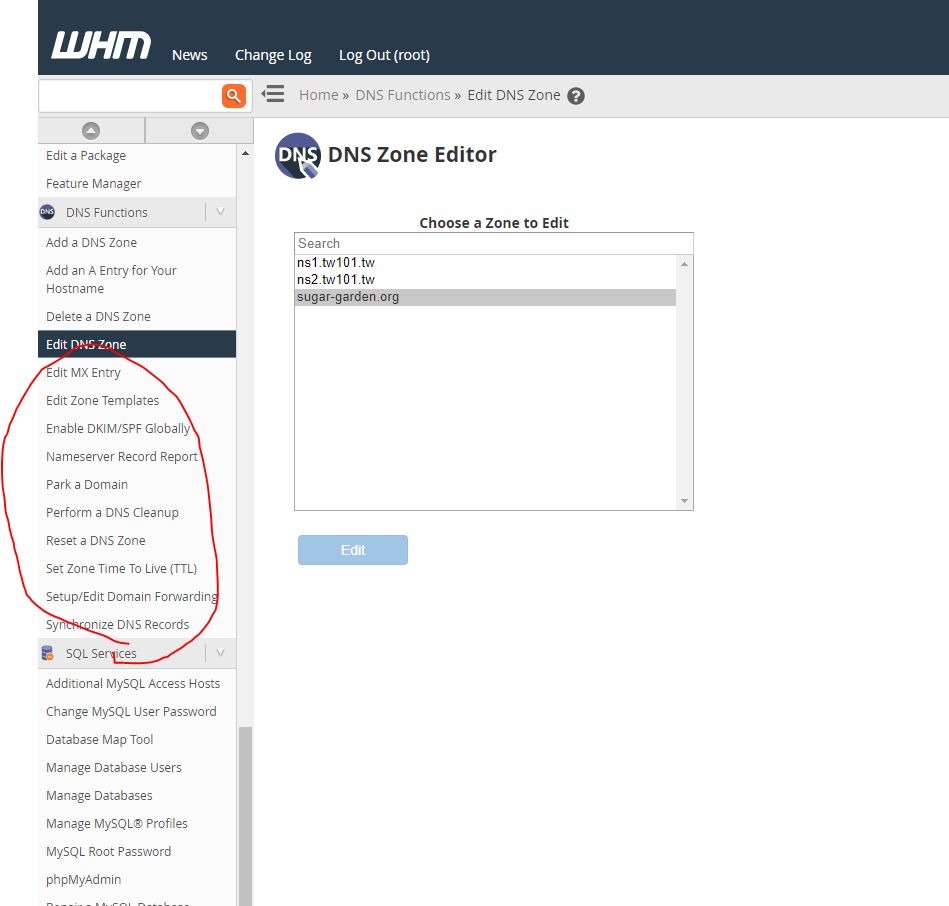 WHM
News Change Log Log Out (root)
Home » DNS Functions » Edit DNS Zone ?
Edit a Package
Feature Manager
DNS DNS Functions
Add a DNS Zone
Add an A Entry for Your
Hostname
Delete a DNS Zone
Edit DNS Zone
Edit MX Entry
Edit Zone Templates
Enable DKIM/SPF Globally
Nameserver Record Report
Park a Domain
Perform a DNS Cleanup
Reset a DNS Zone
Set Zone Time To Live (TTL)
Setup/Edit Domain Forwarding
Synchronize DNS Records
SQL Services
Additional MySQL Access Hosts
Change MySQL User Password
Database Map Tool
Manage Database Users
Manage Databases
Manage MySQL® Profiles
MySQL Root Password
phpMyAdmin
Repair a MySQL Database
DNS DNS Zone Editor
Choose a Zone to Edit
Search
ns1.tw101.tw
ns2.tw101.tw
sugar-garden.org
Edit